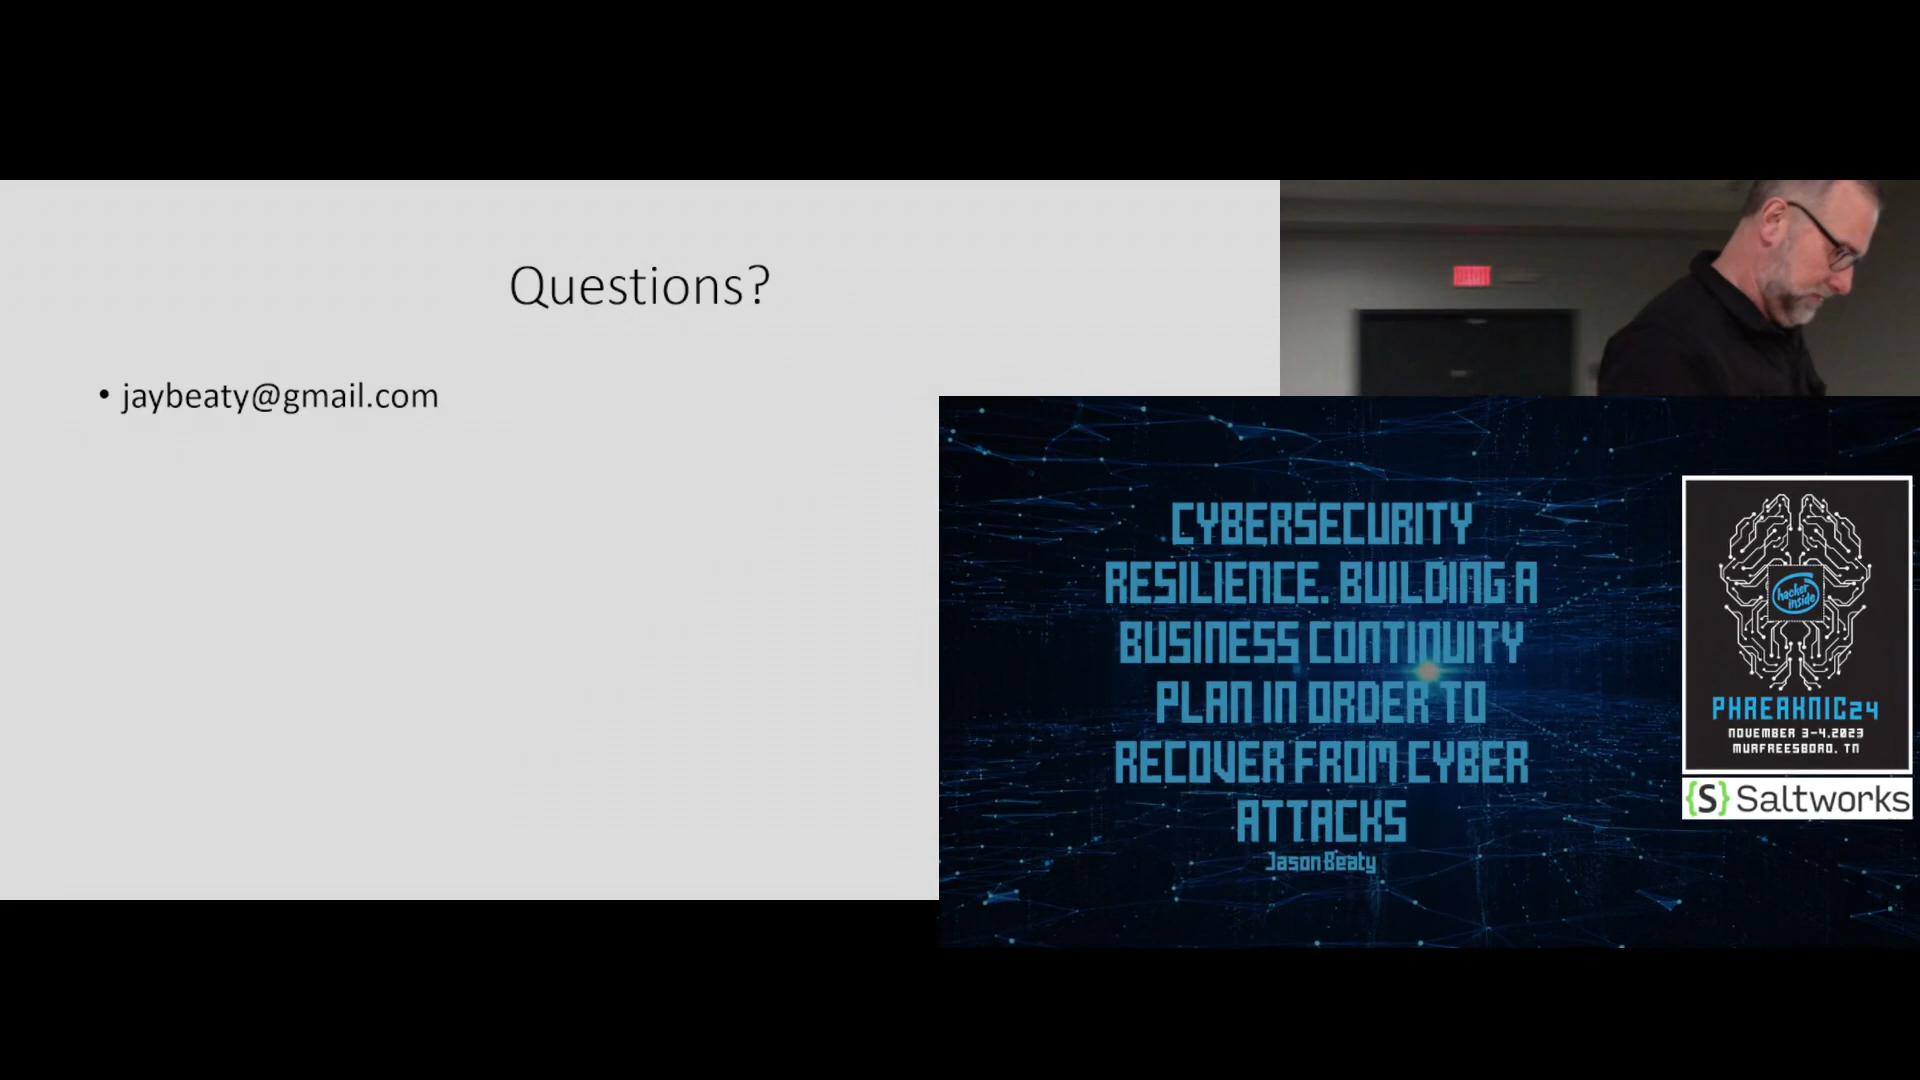 Questions?
• jaybeaty@gmail.com
CYBERSECURITY
RESILIENCE. BUILDING A
BUSINESS CONTINUITY
PLAN IN ORDER TO
RECOVER FROM CYBER
ATTACKS
Jason Beaty
hacker
inside
PHREAKNIC24
NOVEMBER 3-4,2023
MURFREESBORO, TN
{S} Saltworks